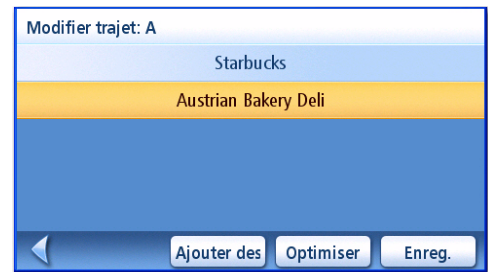 Modifier trajet: A
Starbucks
Austrian Bakery Deli
Ajouter des Optimiser Enreg.